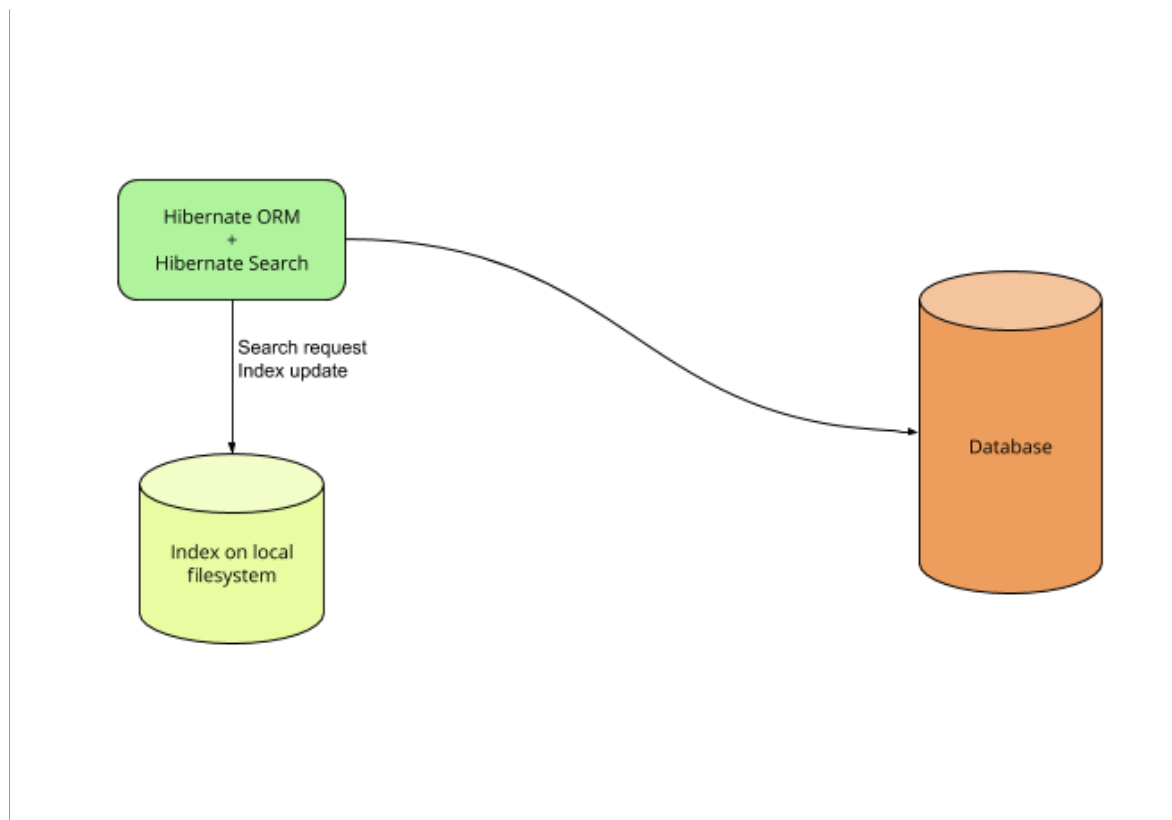 Hibernate ORM
+
Hibernate Search
Search request
Index update
Index on local
filesystem
Database